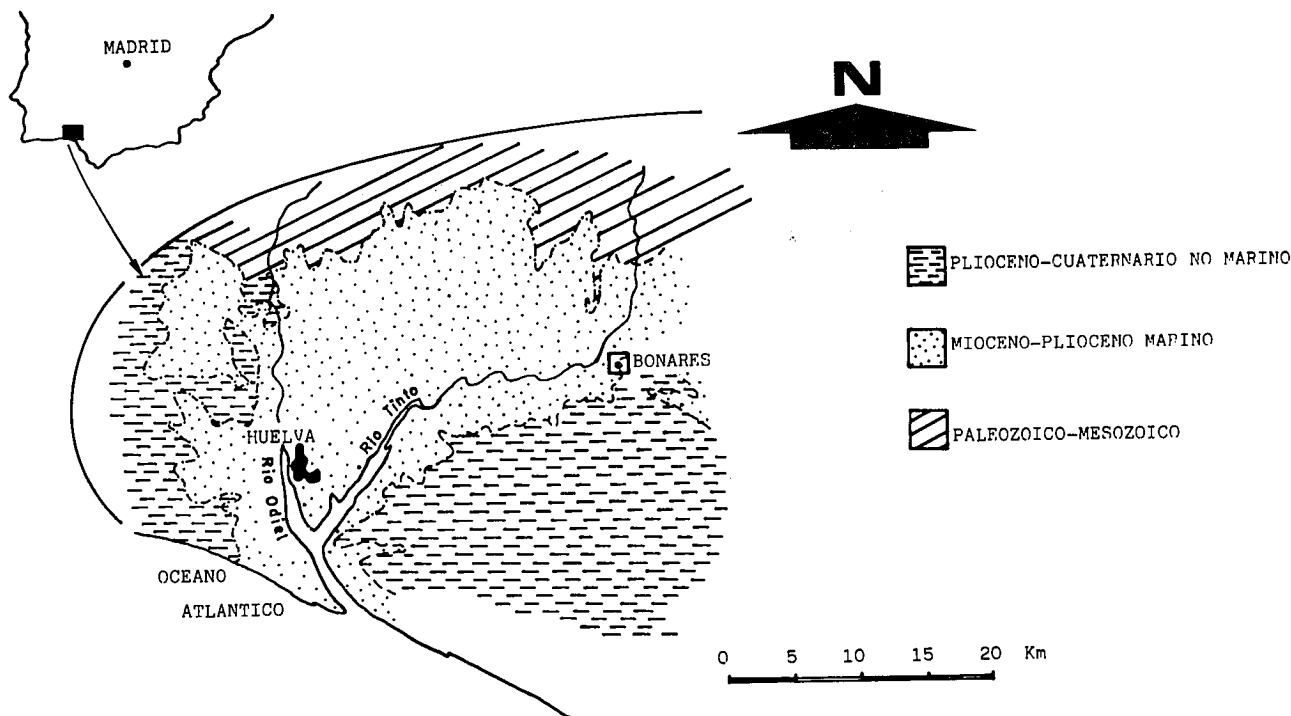 MADRID
N
PLIOCENO-CUATERNARIO NO MARINO
MIOCENO-PLIOCENO MARINO
PALEOZOICO-MESOZOICO
BONARES
Rio Tinto
HUELVA
Rio Odiel
OCEANO
ATLANTICO
0 5 10 15 20 Km